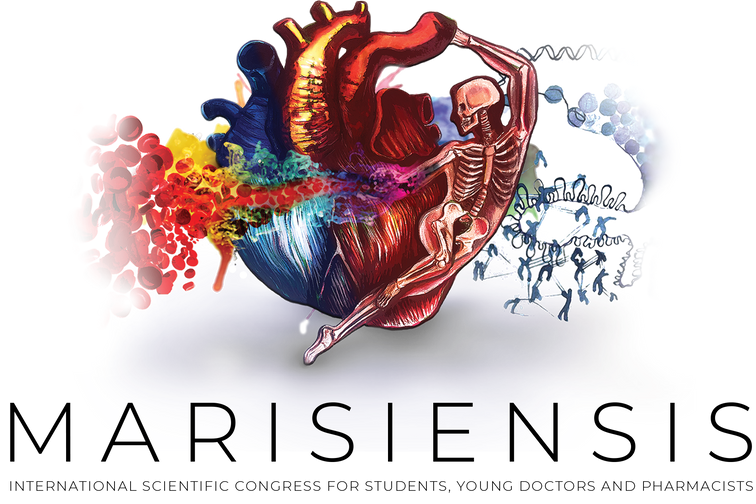 MARISIENSIS
INTERNATIONAL SCIENTIFIC CONGRESS FOR STUDENTS, YOUNG DOCTORS AND PHARMACISTS